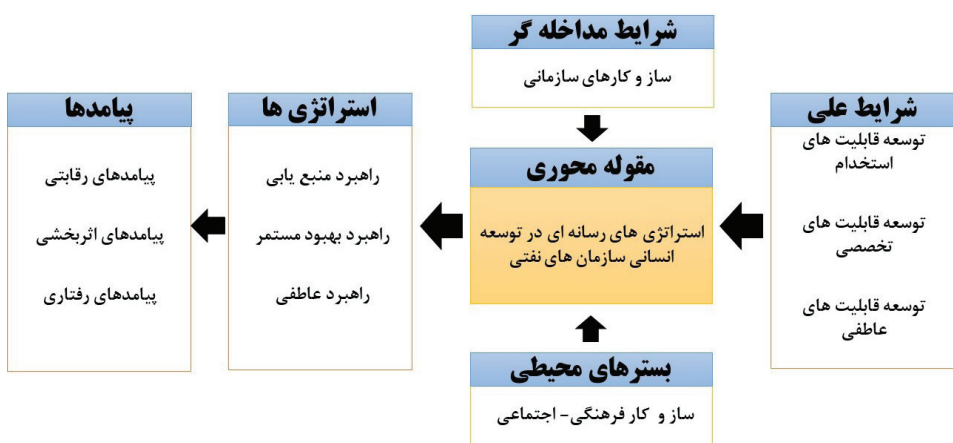 شرایط مداخله گر
ساز و کارهای سازمانی
شرایط علی
توسعه قابلیت های
استخدام
توسعه قابلیت های
تخصصی
توسعه قابلیت های
عاطفی
مقوله محوری
استراتژی های رسانه ای در توسعه
انسانی سازمان های نفتی
استراتژی ها
راهبرد منبع یابی
راهبرد بهبود مستمر
راهبرد عاطفی
پیامدها
پیامدهای رقابتی
پیامدهای اثربخشی
پیامدهای رفتاری
بسترهای محیطی
ساز و کار فرهنگی- اجتماعی